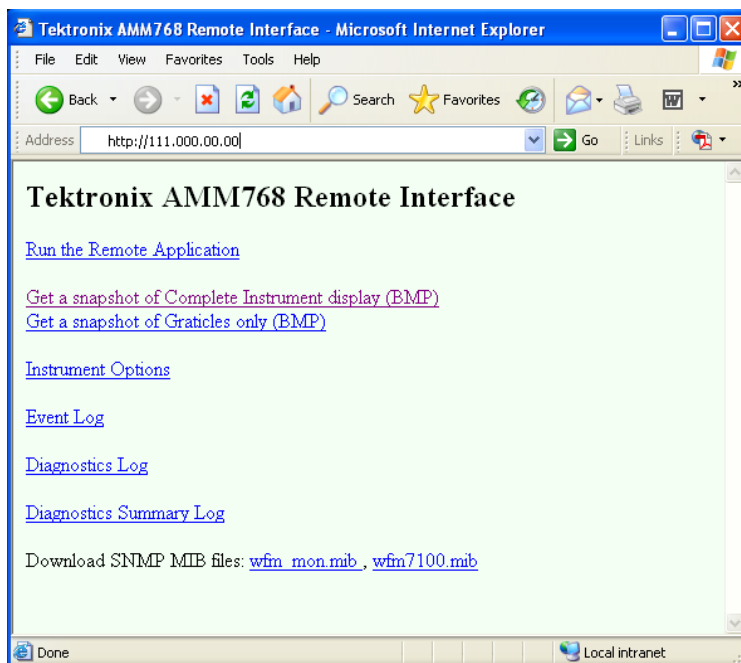 Tektronix AMM768 Remote Interface - Microsoft Internet Explorer
File Edit View Favorites Tools Help
Back Search Favorites »
Address http://111.000.00.00 Go Links
Tektronix AMM768 Remote Interface
Run the Remote Application
Get a snapshot of Complete Instrument display (BMP)
Get a snapshot of Graticles only (BMP)
Instrument Options
Event Log
Diagnostics Log
Diagnostics Summary Log
Download SNMP MIB files: wfm_mon.mib , wfm7100.mib
Done Local intranet